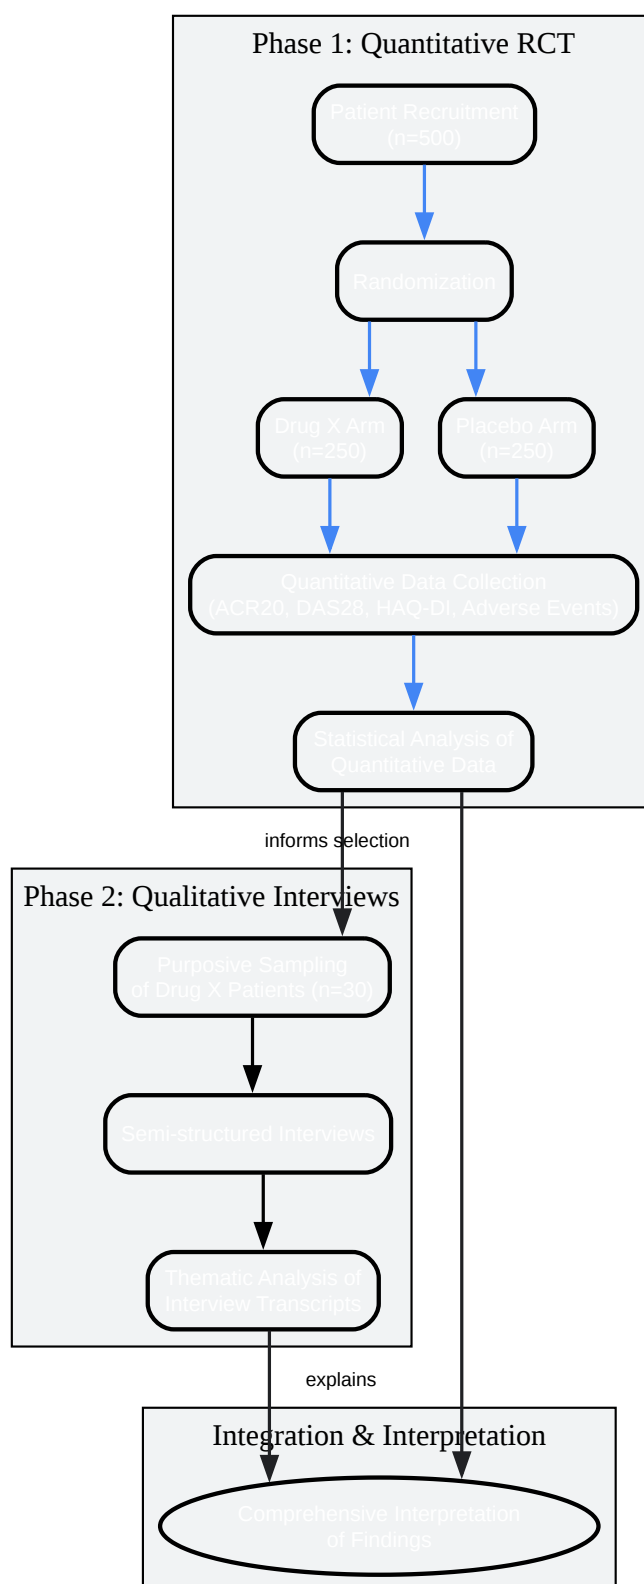 Phase 1: Quantitative RCT
Patient Recruitment
(n=500)
Randomization
Drug X Arm
(n=250)
Placebo Arm
(n=250)
Quantitative Data Collection
(ACR20, DAS28, HAQ-DI, Adverse Events)
Statistical Analysis of
Quantitative Data
informs selection
Phase 2: Qualitative Interviews
Purposive Sampling
of Drug X Patients (n=30)
Semi-structured Interviews
Thematic Analysis of
Interview Transcripts
explains
Integration & Interpretation
Comprehensive Interpretation
of Findings